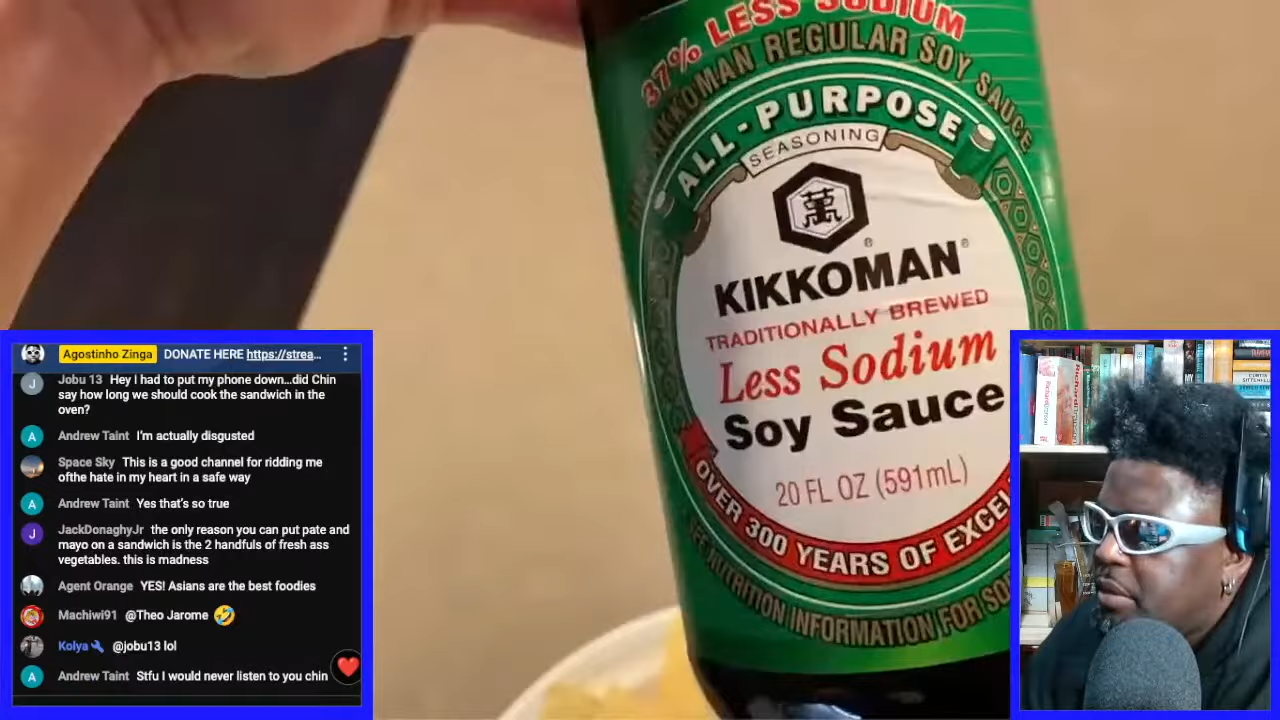 37% LESS SODIUM
KIKKOMAN REGULAR SOY SAUCE
ALL-PURPOSE
SEASONING
萬
®
KIKKOMAN®
TRADITIONALLY BREWED
Less Sodium
Soy Sauce
20 FL OZ (591mL)
OVER 300 YEARS OF EXCEL
NUTRITION INFORMATION FOR
Agostinho Zinga DONATE HERE https://strea...
J Jobu 13 Hey I had to put my phone down...did Chin
say how long we should cook the sandwich in the
oven?
A Andrew Taint I'm actually disgusted
Space Sky This is a good channel for ridding me
ofthe hate in my heart in a safe way
A Andrew Taint Yes that's so true
J JackDonaghyJr the only reason you can put pate and
mayo on a sandwich is the 2 handfuls of fresh ass
vegetables. this is madness
Agent Orange YES! Asians are the best foodies
Machiwi91 @Theo Jarome 🤣
Kolya @jobu13 lol
A Andrew Taint Stfu I would never listen to you chin